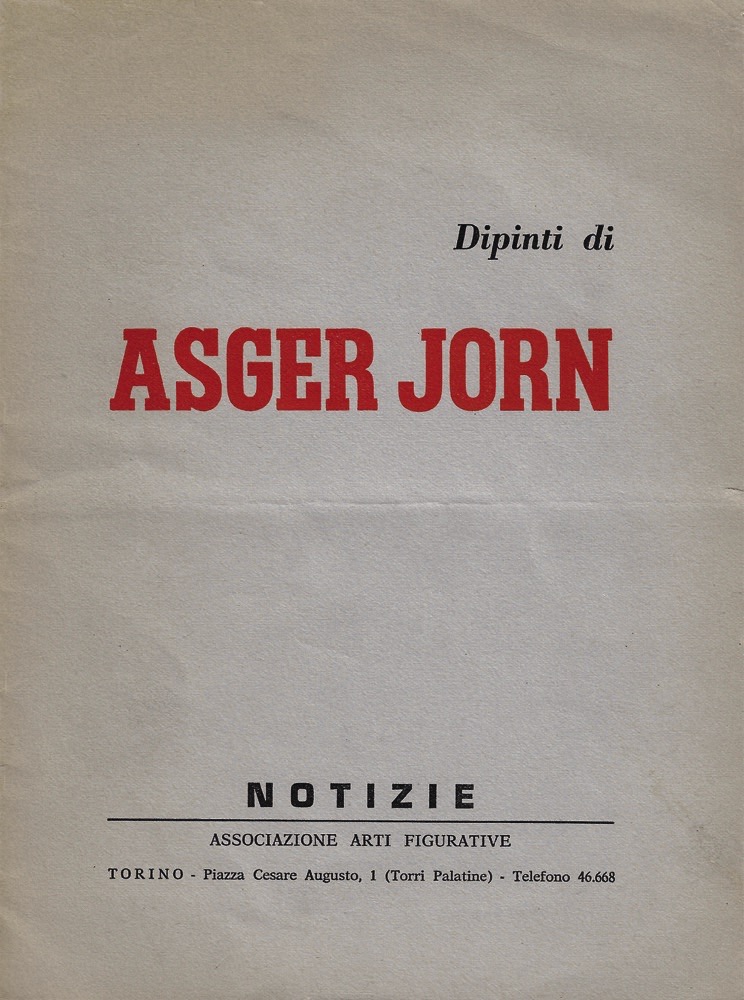 Dipinti di
ASGER JORN
NOTIZIE
ASSOCIAZIONE ARTI FIGURATIVE
TORINO - Piazza Cesare Augusto, 1 (Torri Palatine) - Telefono 46.668